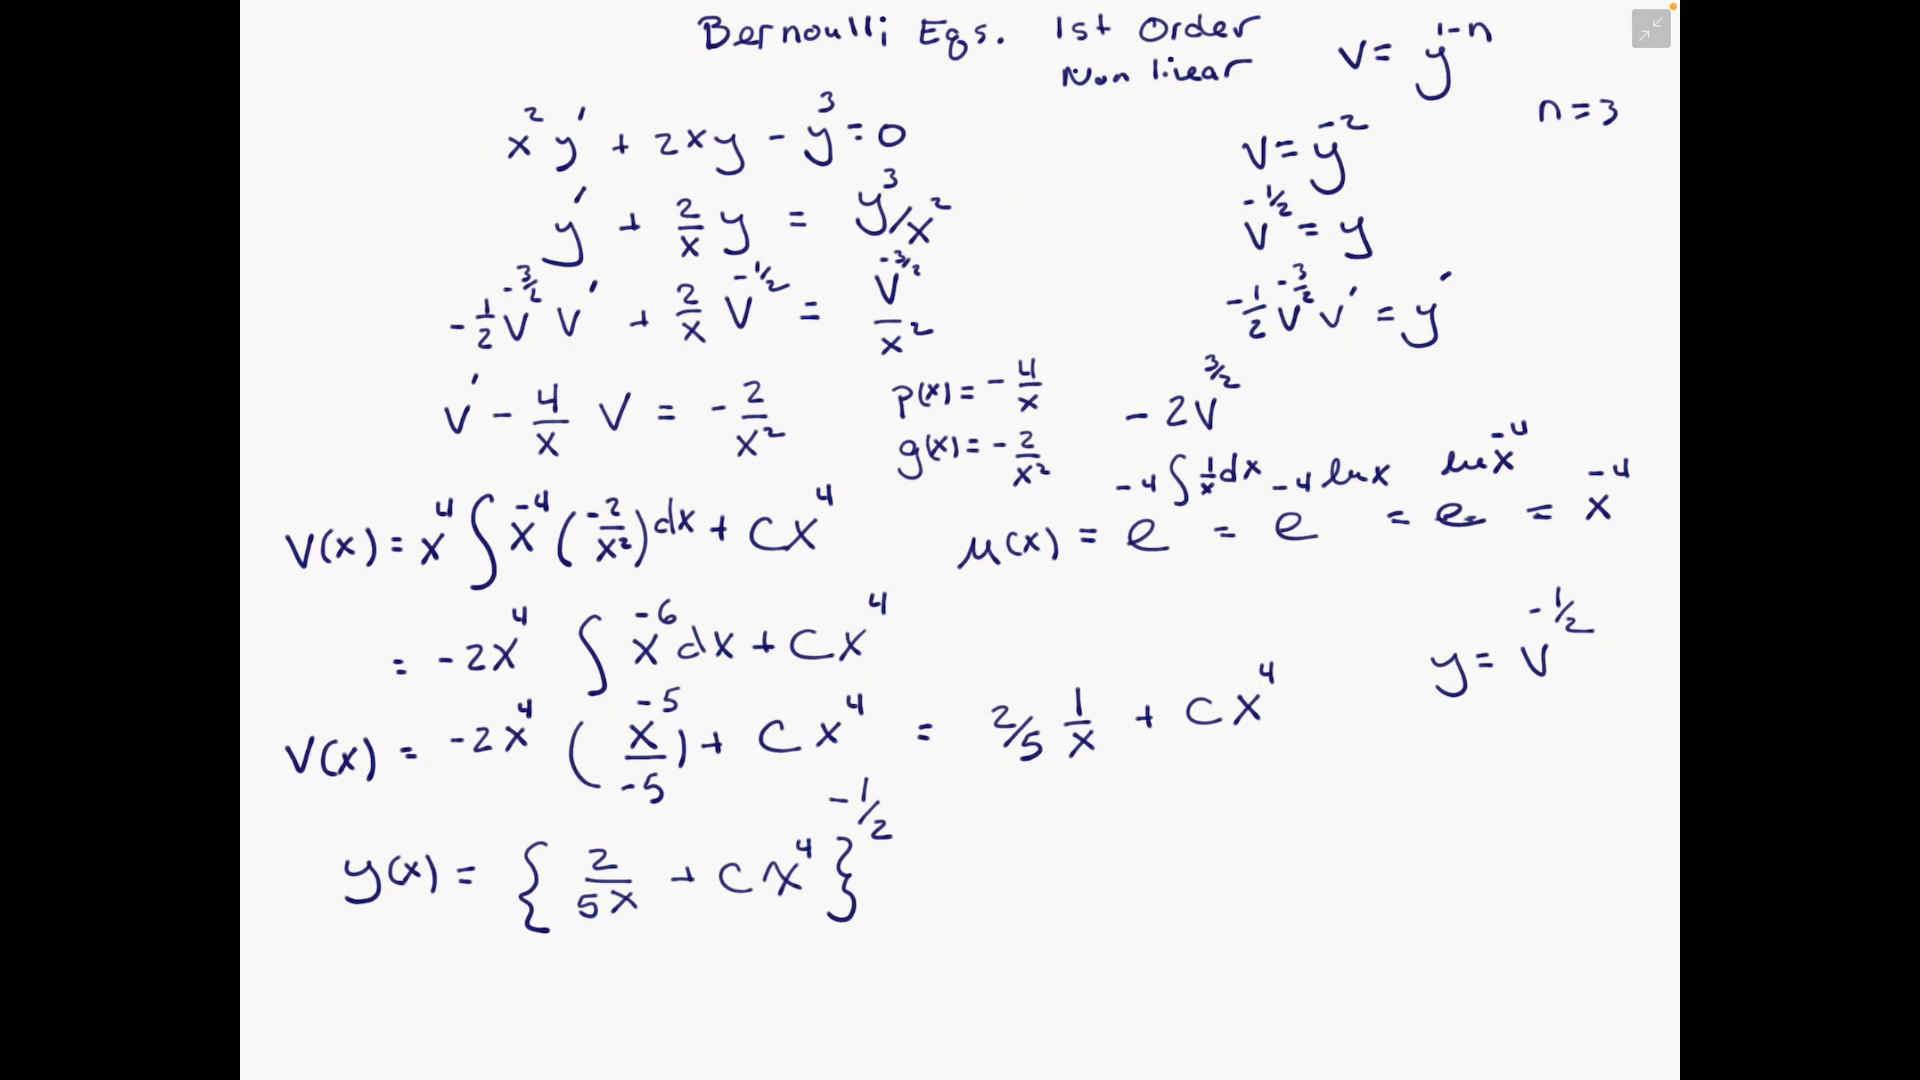 Bernoulli Eqs. 1st Order
Non linear
v = y^{1-n}
n = 3
x² y' + 2xy - y³ = 0
v = y^{-2}
y' + 2/x y = y³/x²
v^{-1/2} = y
-1/2 v^{-3/2} v' + 2/x v^{-1/2} = v^{-3/2}/x²
-1/2 v^{-3/2} v' = y'
v' - 4/x v = -2/x²
p(x) = -4/x
g(x) = -2/x²
-2v^{3/2}
v(x) = x⁴ ∫ x^{-4} (-2/x²) dx + Cx⁴
μ(x) = e^{-4∫1/x dx} = e^{-4 ln x} = e^{ln x^{-4}} = x^{-4}
= -2x⁴ ∫ x^{-6} dx + Cx⁴
y = v^{-1/2}
v(x) = -2x⁴ (x^{-5}/-5) + Cx⁴ = 2/5 1/x + Cx⁴
y(x) = {2/5x + Cx⁴}^{-1/2}